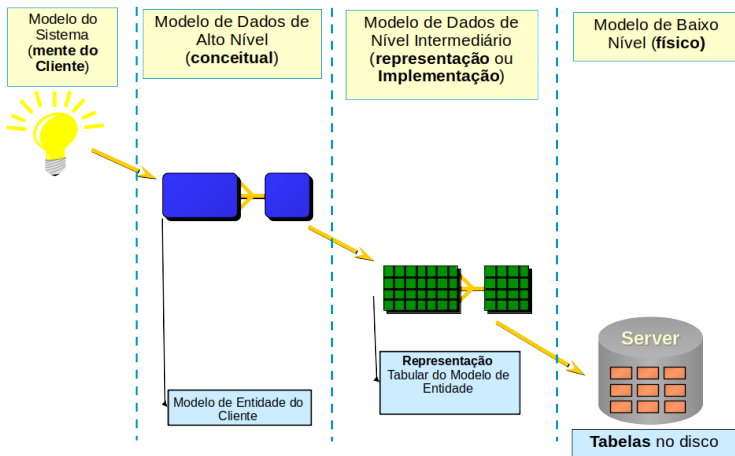 Modelo do
Sistema
(mente do
Cliente)
Modelo de Dados de
Alto Nível
(conceitual)
Modelo de Dados de
Nível Intermediário
(representação ou
Implementação)
Modelo de Baixo
Nível (físico)
Server
Representação
Tabular do Modelo de
Entidade
Modelo de Entidade do
Cliente
Tabelas no disco